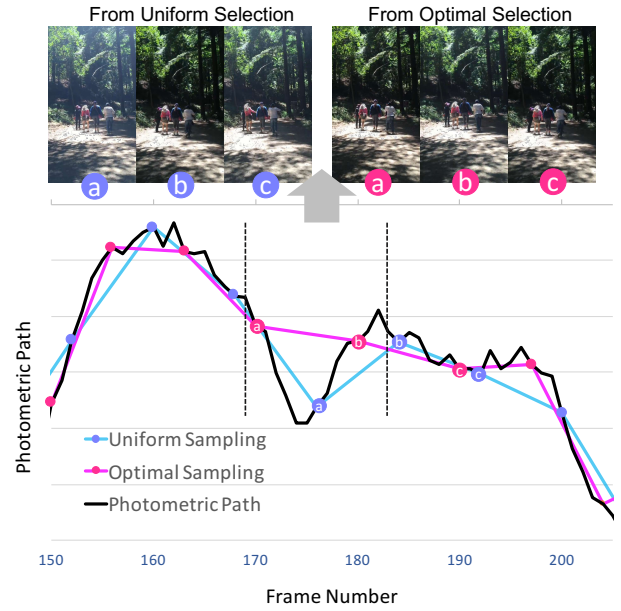 From Uniform Selection
From Optimal Selection
a b c
a b c
Photometric Path
a b c
a b c
Uniform Sampling
Optimal Sampling
Photometric Path
150 160 170 180 190 200
Frame Number